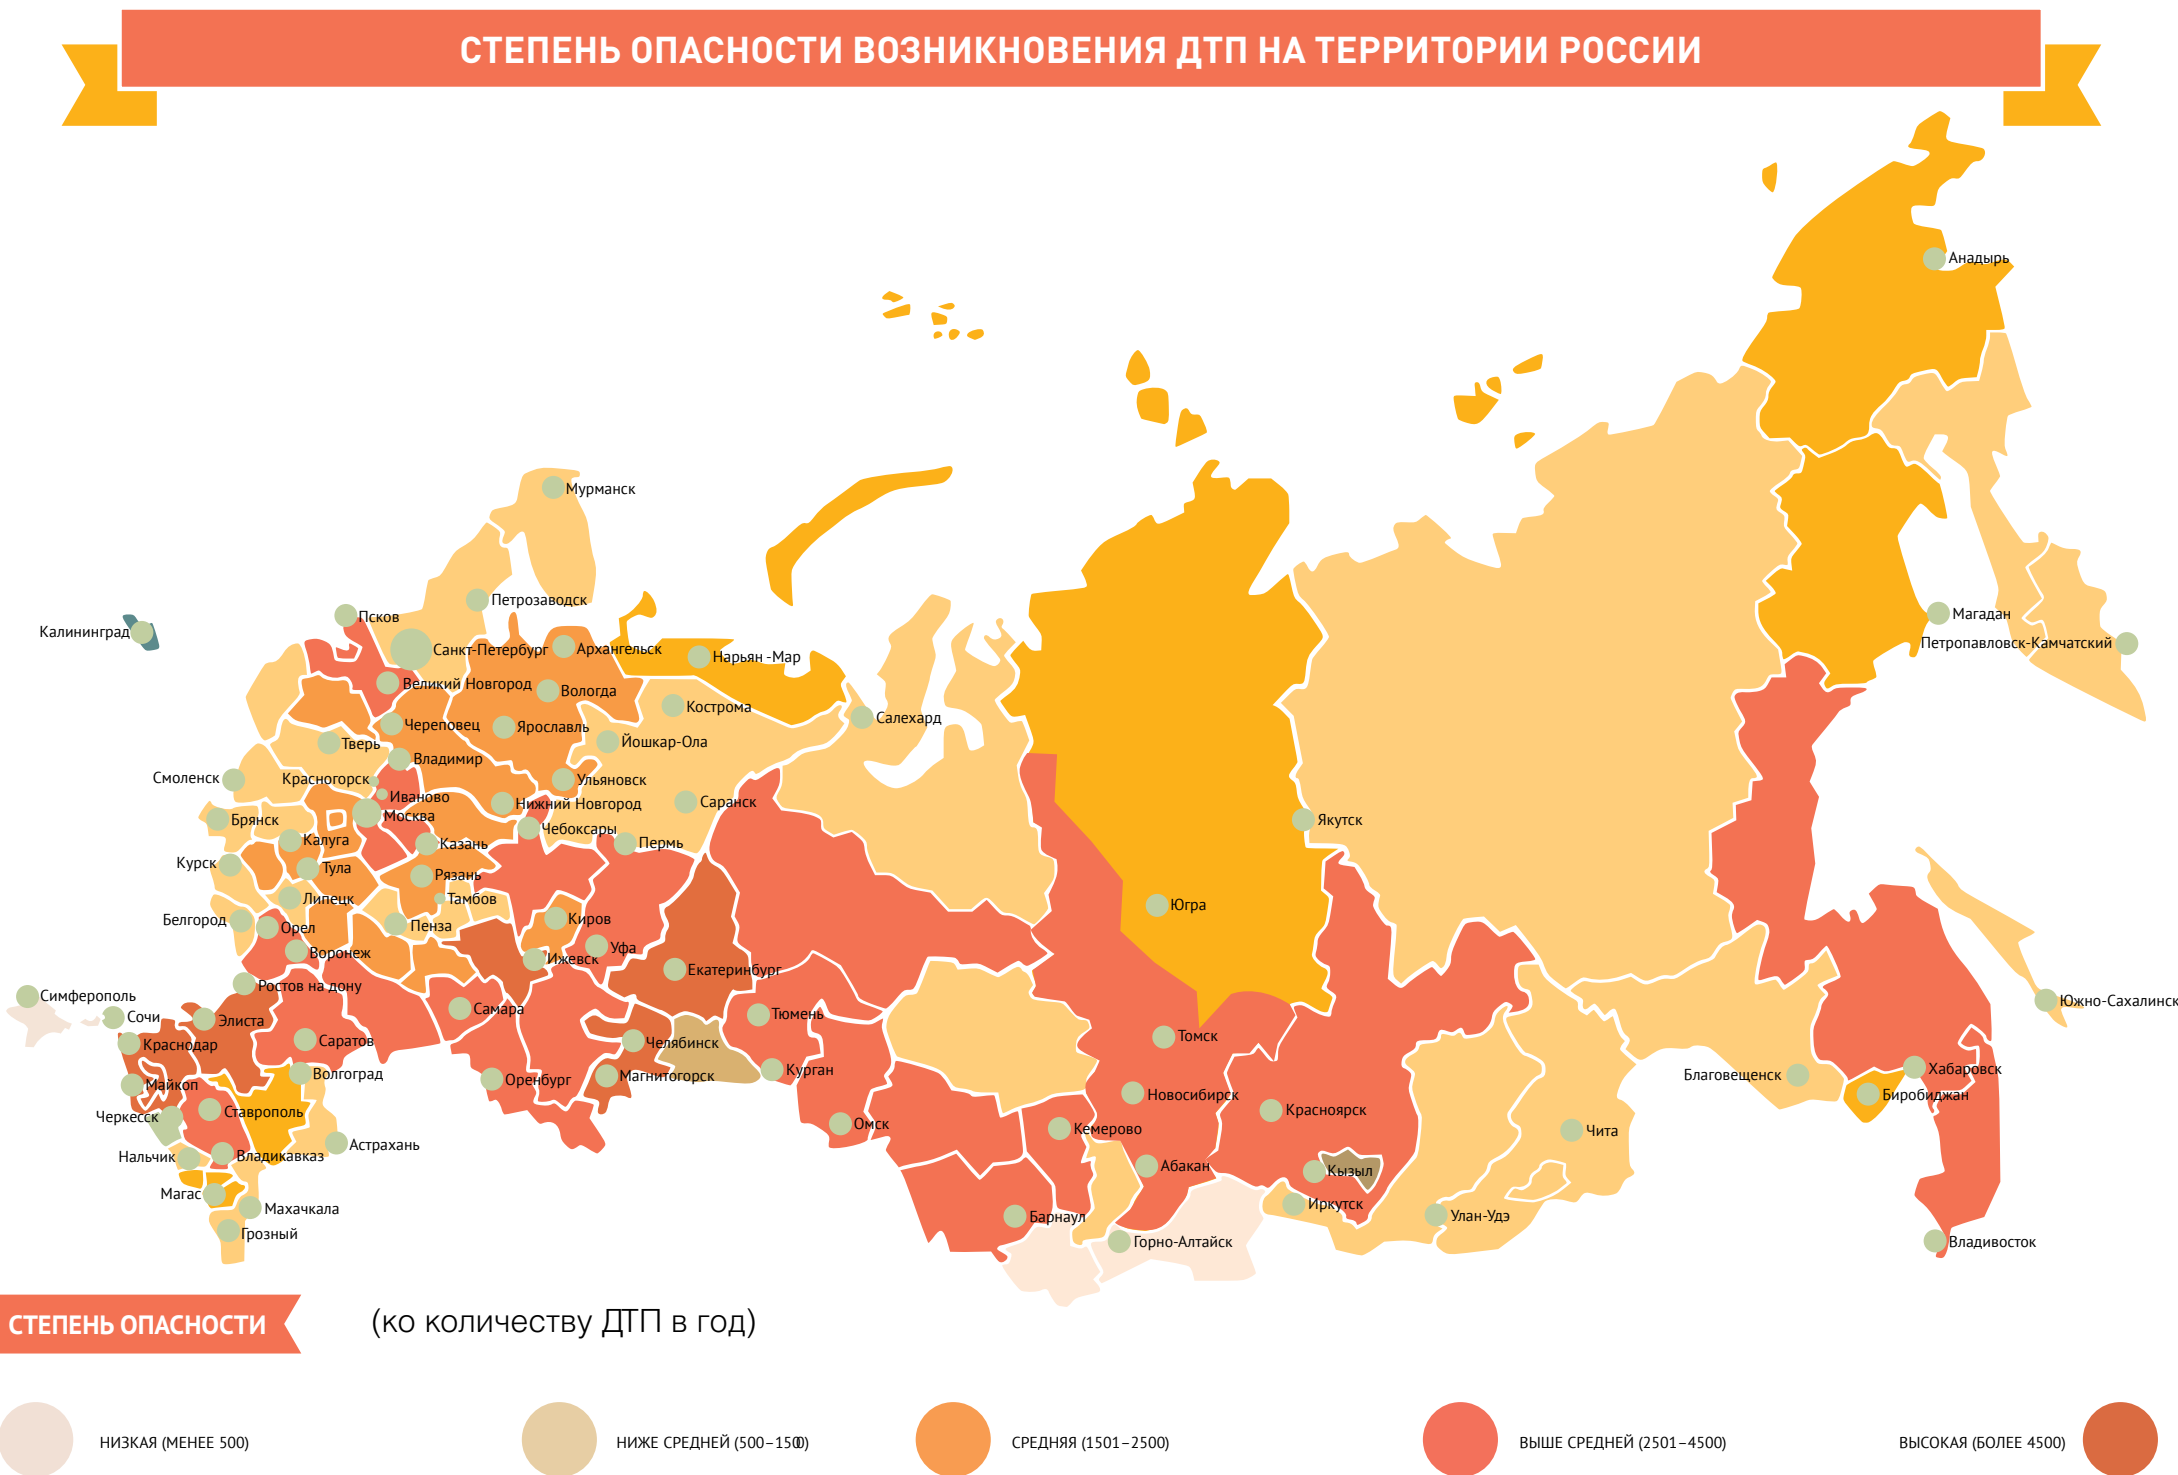 СТЕПЕНЬ ОПАСНОСТИ ВОЗНИКНОВЕНИЯ ДТП НА ТЕРРИТОРИИ РОССИИ
Анадырь
Мурманск
Петрозаводск
Псков
Магадан
Калининград
Петропавловск-Камчатский
Санкт-Петербург
Архангельск
Нарьян -Мар
Великий Новгород
Вологда
Кострома
Салехард
Череповец
Ярославль
Йошкар-Ола
Тверь
Владимир
Смоленск
Красногорск
Ульяновск
Иваново
Нижний Новгород
Саранск
Москва
Брянск
Чебоксары
Якутск
Калуга
Казань
Пермь
Курск
Тула
Рязань
Липецк
Тамбов
Югра
Белгород
Орел
Пенза
Киров
Воронеж
Уфа
Ижевск
Екатеринбург
Ростов на дону
Симферополь
Южно-Сахалинск
Сочи
Элиста
Самара
Тюмень
Краснодар
Саратов
Челябинск
Томск
Майкоп
Волгоград
Оренбург
Магнитогорск
Курган
Благовещенск
Хабаровск
Новосибирск
Биробиджан
Черкесск
Ставрополь
Омск
Кемерово
Красноярск
Чита
Астрахань
Нальчик
Владикавказ
Абакан
Кызыл
Магас
Махачкала
Иркутск
Барнаул
Улан-Удэ
Грозный
Горно-Алтайск
Владивосток
СТЕПЕНЬ ОПАСНОСТИ
(ко количеству ДТП в год)
НИЗКАЯ (МЕНЕЕ 500)
НИЖЕ СРЕДНЕЙ (500–1500)
СРЕДНЯЯ (1501–2500)
ВЫШЕ СРЕДНЕЙ (2501–4500)
ВЫСОКАЯ (БОЛЕЕ 4500)